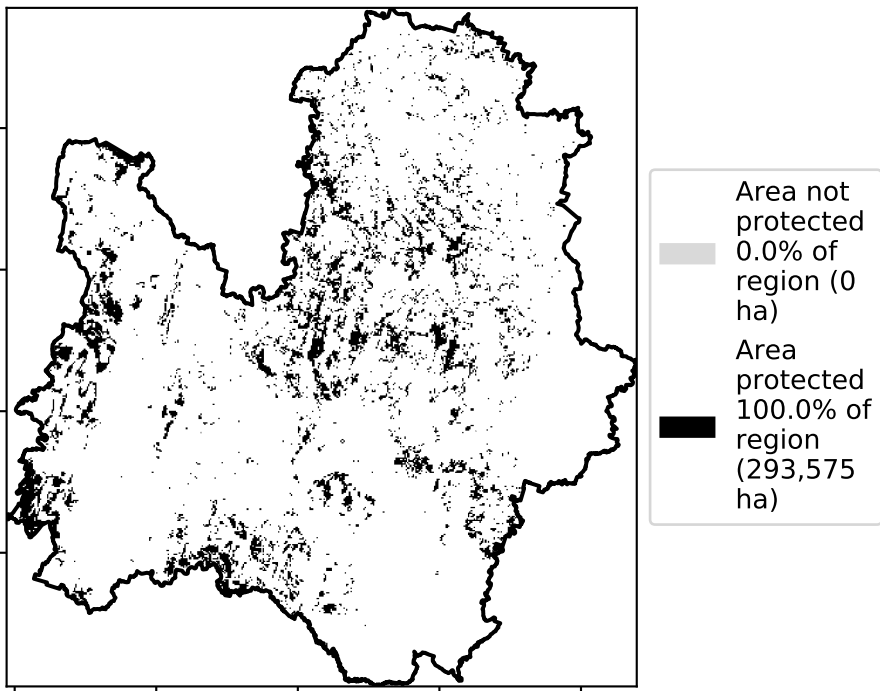 Area not
protected
0.0% of
region (0
ha)
Area
protected
100.0% of
region
(293,575
ha)